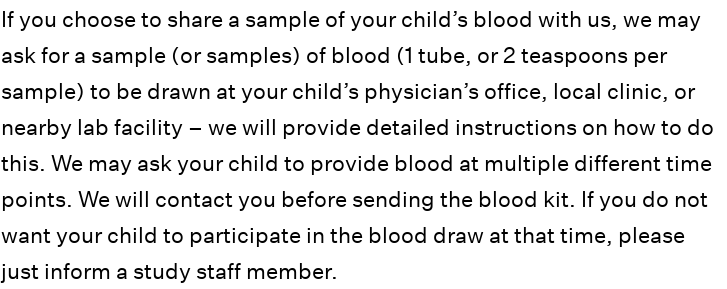 If you choose to share a sample of your child’s blood with us, we may
ask for a sample (or samples) of blood (1 tube, or 2 teaspoons per
sample) to be drawn at your child’s physician’s office, local clinic, or
nearby lab facility – we will provide detailed instructions on how to do
this. We may ask your child to provide blood at multiple different time
points. We will contact you before sending the blood kit. If you do not
want your child to participate in the blood draw at that time, please
just inform a study staff member.